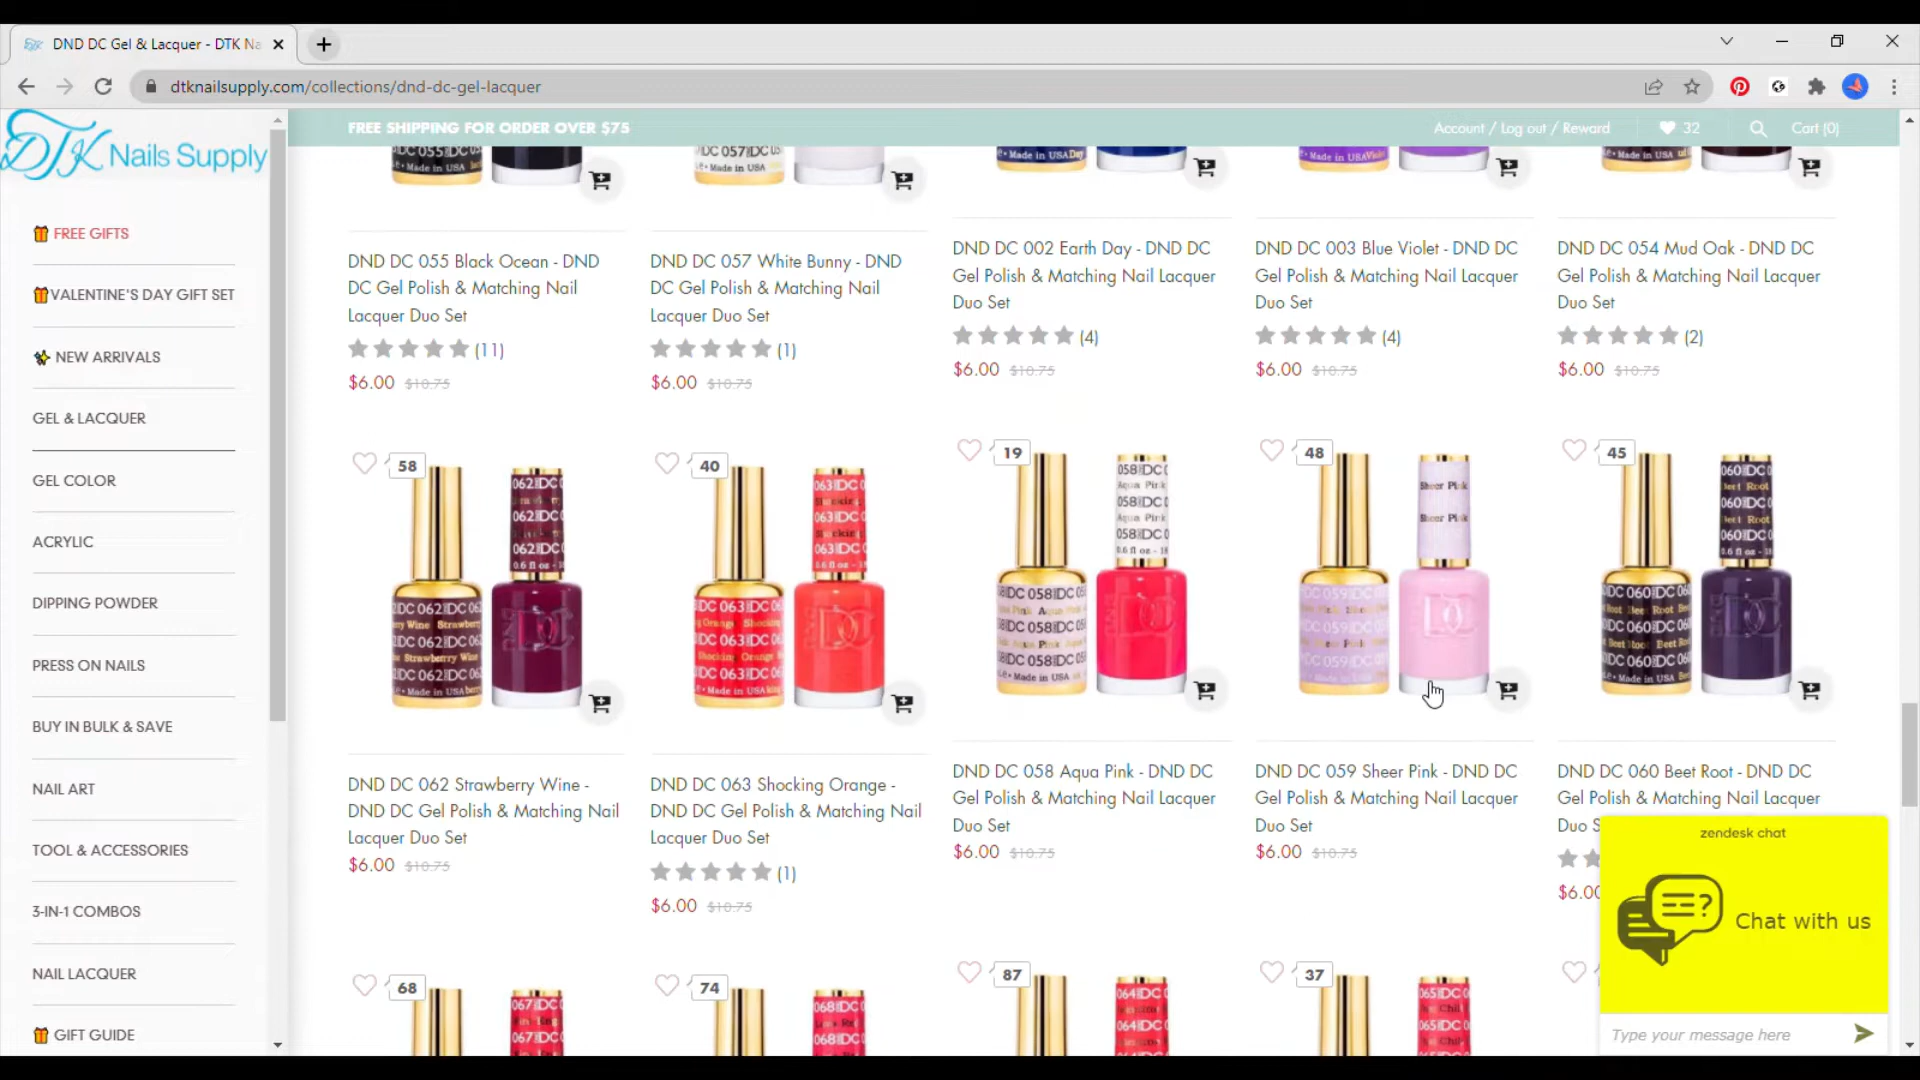 DND DC Gel & Lacquer - DTK Na
dtknailsupply.com/collections/dnd-dc-gel-lacquer
DTK Nails Supply
FREE SHIPPING FOR ORDER OVER $75
Account / Log out / Reward
32
Cart (0)
FREE GIFTS
VALENTINE'S DAY GIFT SET
NEW ARRIVALS
GEL & LACQUER
GEL COLOR
ACRYLIC
DIPPING POWDER
PRESS ON NAILS
BUY IN BULK & SAVE
NAIL ART
TOOL & ACCESSORIES
3-IN-1 COMBOS
NAIL LACQUER
GIFT GUIDE
DND DC 055 Black Ocean - DND
DC Gel Polish & Matching Nail
Lacquer Duo Set
(11)
$6.00 $10.75
DND DC 057 White Bunny - DND
DC Gel Polish & Matching Nail
Lacquer Duo Set
(1)
$6.00 $10.75
DND DC 002 Earth Day - DND DC
Gel Polish & Matching Nail Lacquer
Duo Set
(4)
$6.00 $10.75
DND DC 003 Blue Violet - DND DC
Gel Polish & Matching Nail Lacquer
Duo Set
(4)
$6.00 $10.75
DND DC 054 Mud Oak - DND DC
Gel Polish & Matching Nail Lacquer
Duo Set
(2)
$6.00 $10.75
58
DND DC 062 Strawberry Wine -
DND DC Gel Polish & Matching Nail
Lacquer Duo Set
$6.00 $10.75
40
DND DC 063 Shocking Orange -
DND DC Gel Polish & Matching Nail
Lacquer Duo Set
(1)
$6.00 $10.75
19
DND DC 058 Aqua Pink - DND DC
Gel Polish & Matching Nail Lacquer
Duo Set
$6.00 $10.75
48
Sheer Pink
Sheer Pink
DND DC 059 Sheer Pink - DND DC
Gel Polish & Matching Nail Lacquer
Duo Set
$6.00 $10.75
45
DND DC 060 Beet Root - DND DC
Gel Polish & Matching Nail Lacquer
Duo S
$6.00
68
74
87
37
zendesk chat
Chat with us
Type your message here